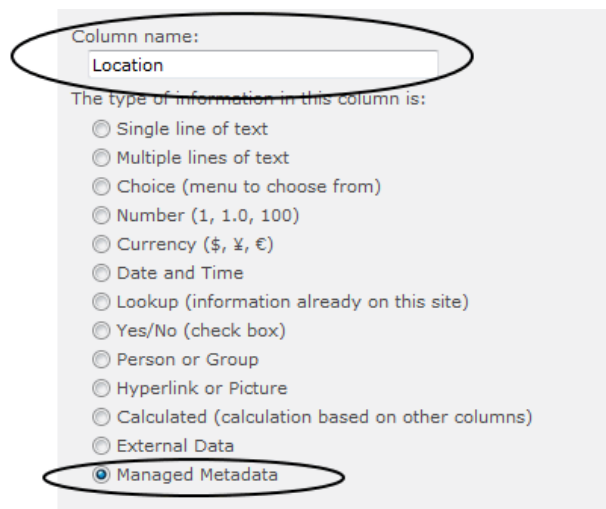 Column name:
Location
The type of information in this column is:
Single line of text
Multiple lines of text
Choice (menu to choose from)
Number (1, 1.0, 100)
Currency ($, ¥, €)
Date and Time
Lookup (information already on this site)
Yes/No (check box)
Person or Group
Hyperlink or Picture
Calculated (calculation based on other columns)
External Data
Managed Metadata